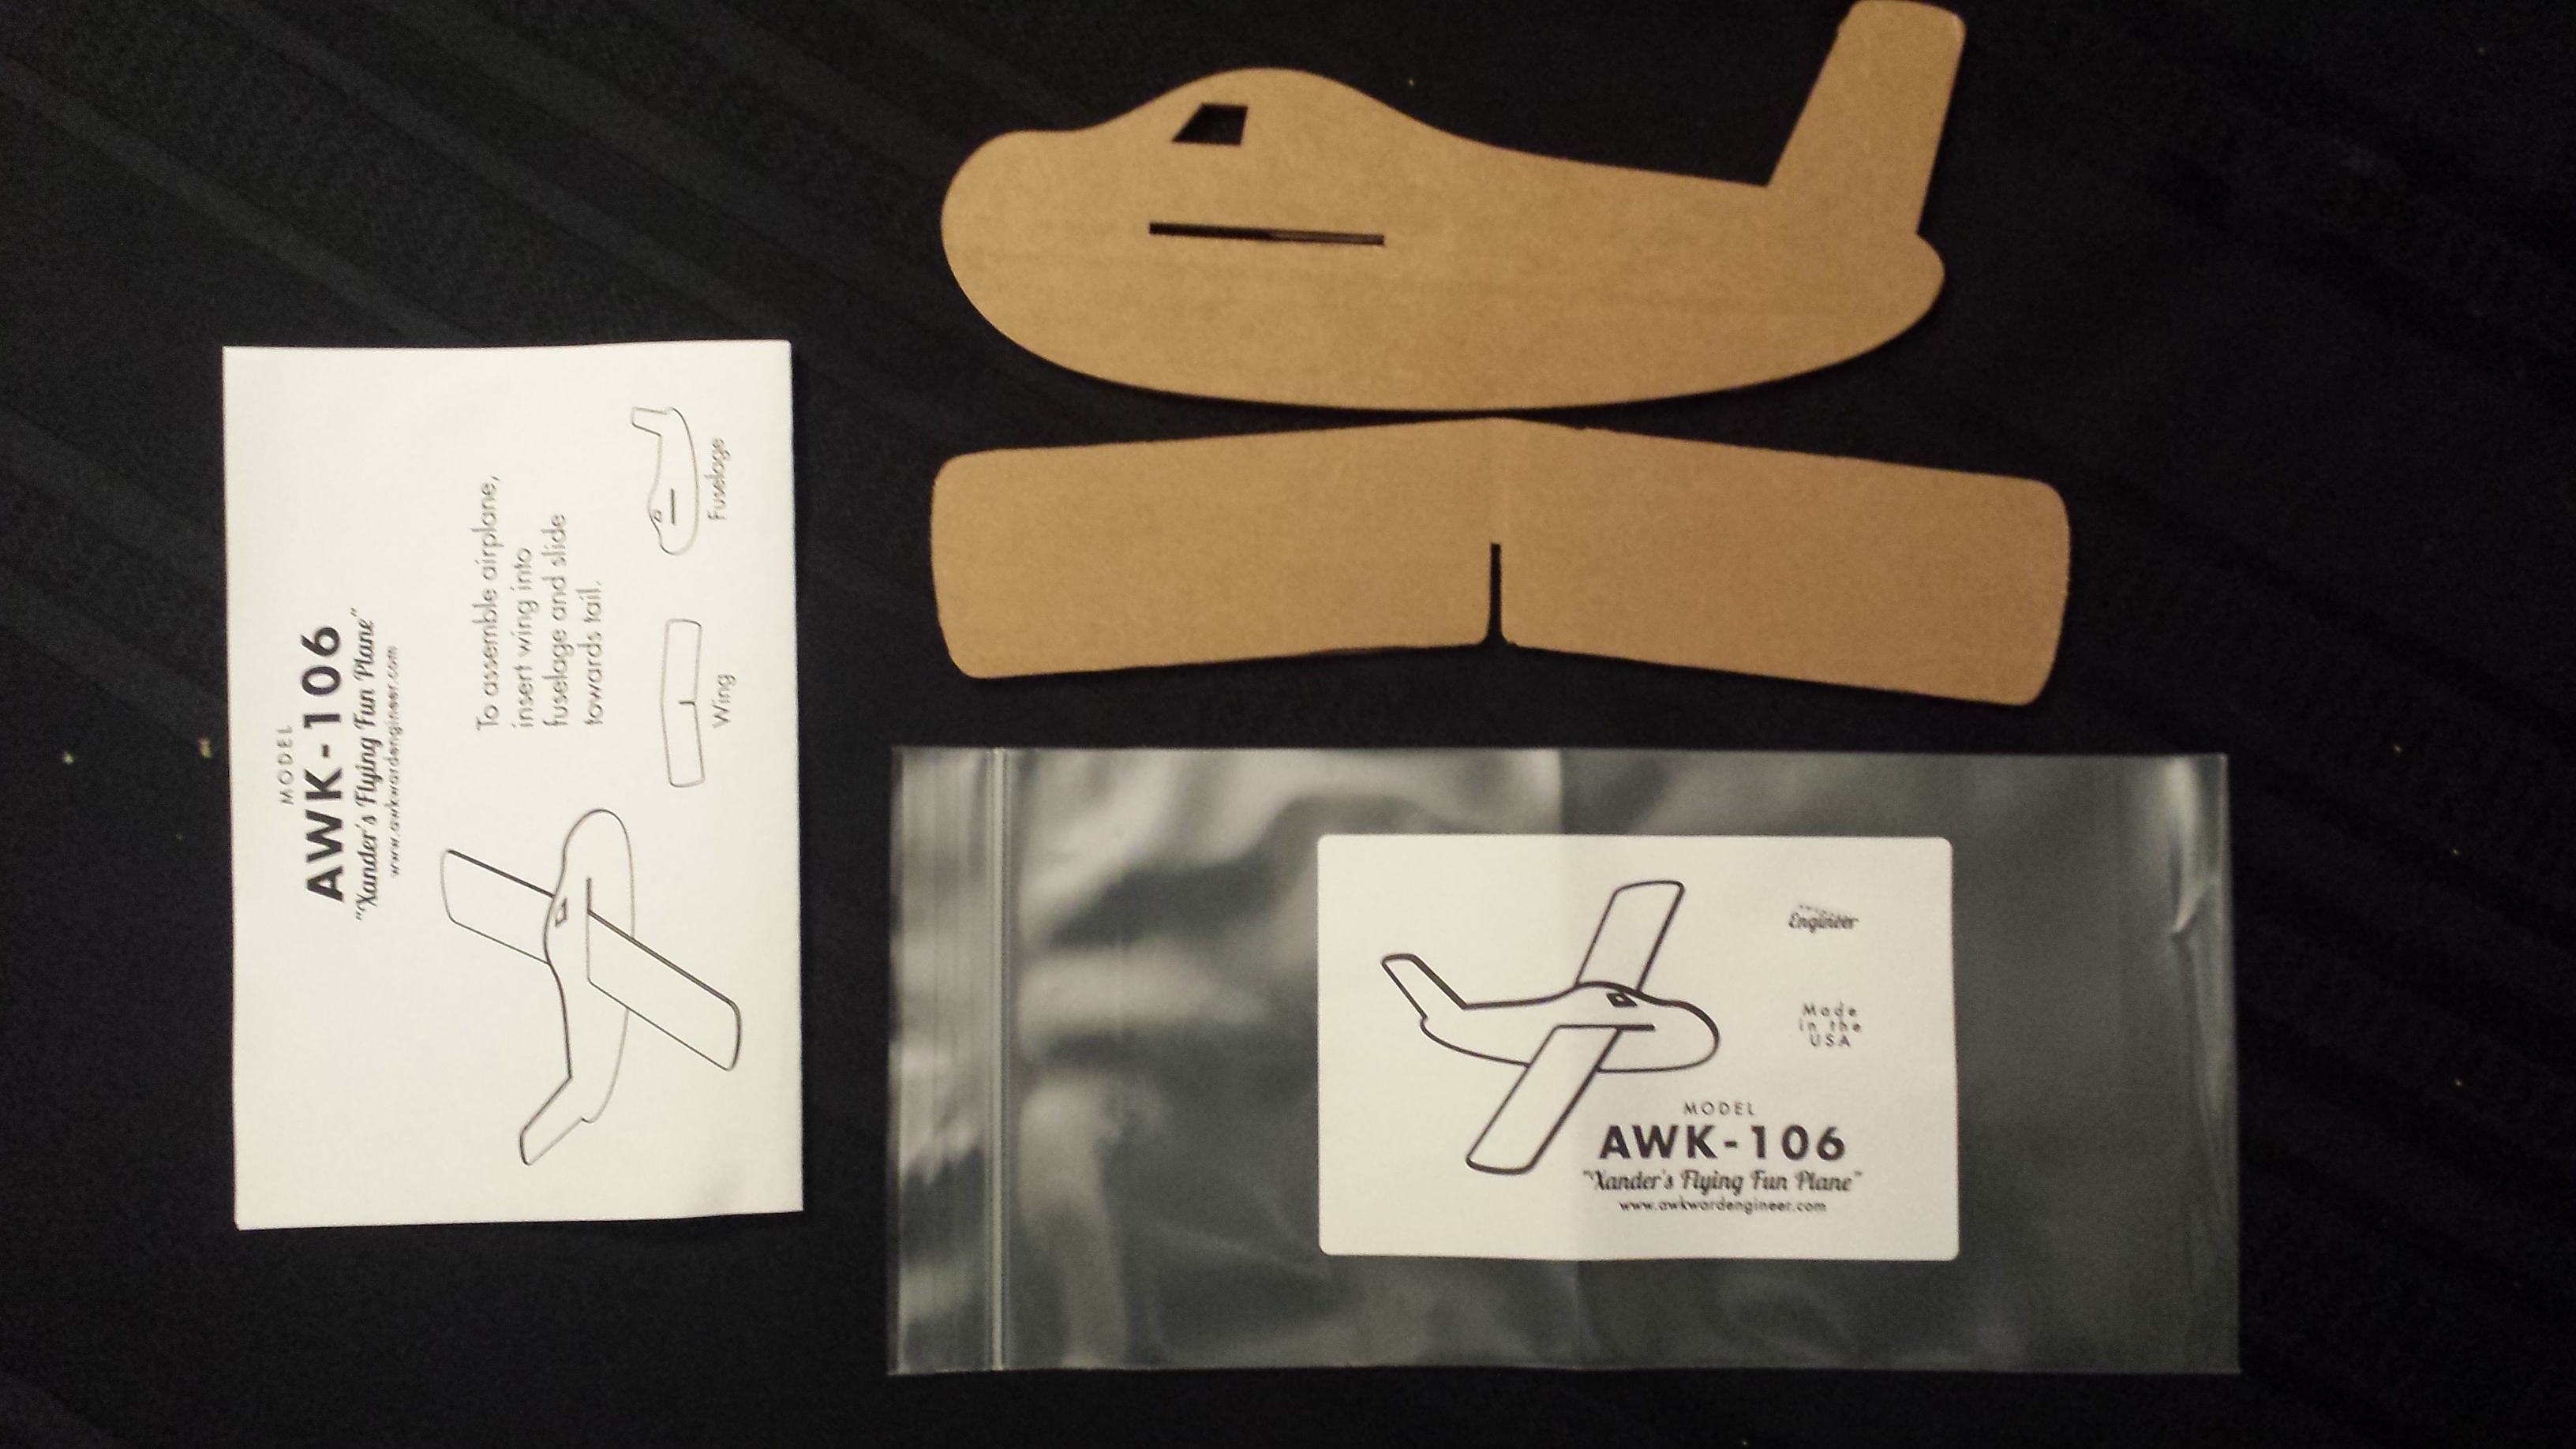 MODEL
AWK-106
"Xander's Flying Fun Plane"
www.awkwardengineer.com
To assemble airplane,
insert wing into
fuselage and slide
towards tail.
Wing
Fuselage
Engineer
Made
in the
USA
MODEL
AWK-106
"Xander's Flying Fun Plane"
www.awkwardengineer.com